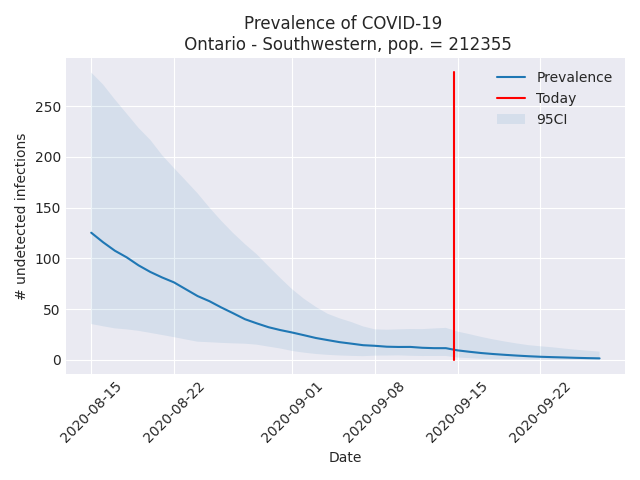 Prevalence of COVID-19
Ontario - Southwestern, pop. = 212355
Prevalence
Today
95CI
# undetected infections
250
200
150
100
50
0
2020-08-15
2020-08-22
2020-09-01
2020-09-08
2020-09-15
2020-09-22
Date